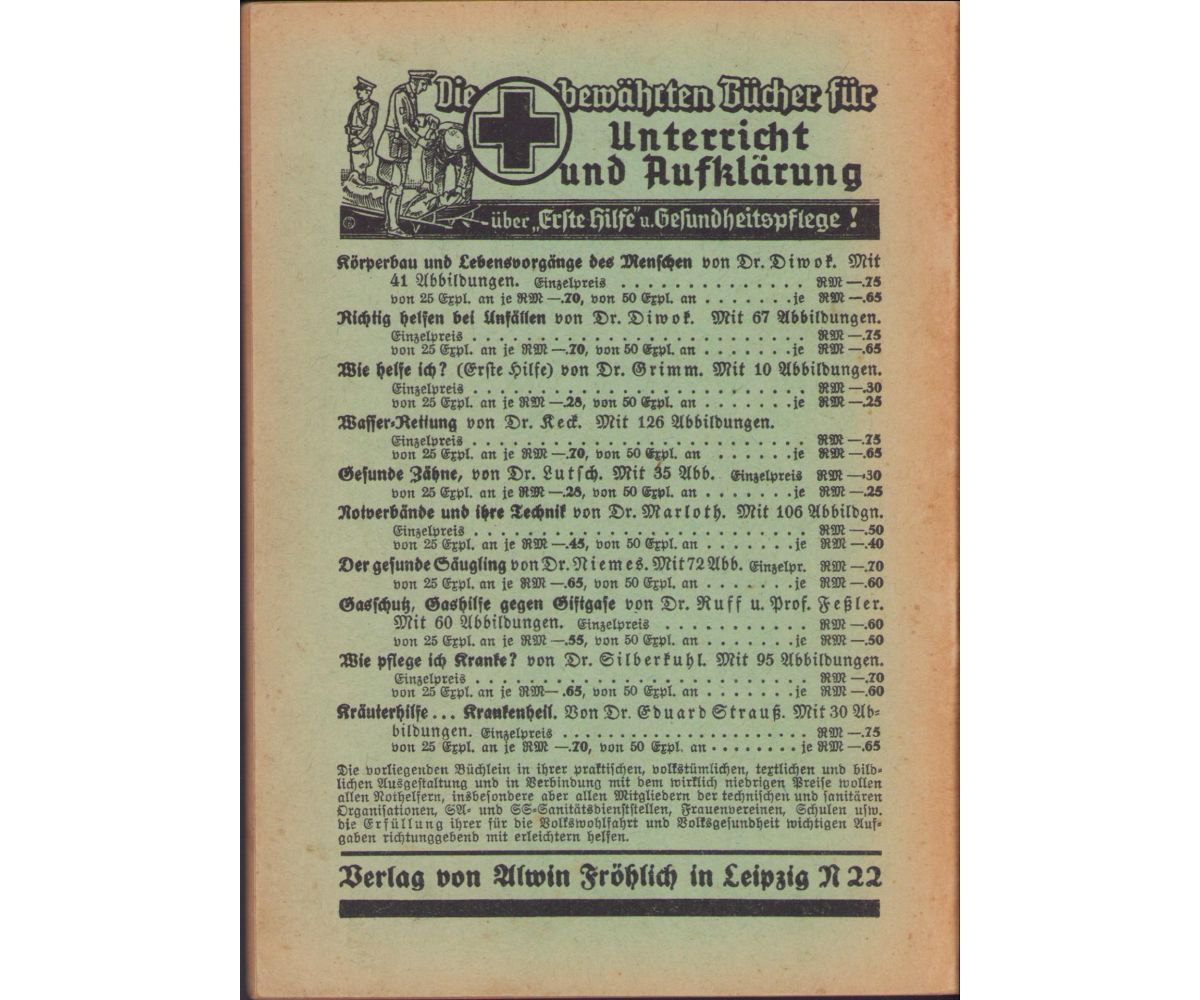 Die bewährten Bücher für
Unterricht
und Aufklärung
über „Erste Hilfe" u. Gesundheitspflege!
Körperbau und Lebensvorgänge des Menschen von Dr. Diwok. Mit
41 Abbildungen. Einzelpreis . . . . . . . . . . . . . . RM —.75
von 25 Expl. an je RM —.70, von 50 Expl. an . . . . . . . je RM —.65
Richtig helfen bei Unfällen von Dr. Diwok. Mit 67 Abbildungen.
Einzelpreis . . . . . . . . . . . . . . . . . . . . . . . . . RM —.75
von 25 Expl. an je RM —.70, von 50 Expl. an . . . . . . . je RM —.65
Wie helfe ich? (Erste Hilfe) von Dr. Grimm. Mit 10 Abbildungen.
Einzelpreis . . . . . . . . . . . . . . . . . . . . . . . . . RM —.30
von 25 Expl. an je RM —.28, von 50 Expl. an . . . . . . . je RM —.25
Wasser-Rettung von Dr. Keck. Mit 126 Abbildungen.
Einzelpreis . . . . . . . . . . . . . . . . . . . . . . . . . RM —.75
von 25 Expl. an je RM —.70, von 50 Expl. an . . . . . . je RM —.65
Gesunde Zähne, von Dr. Lutsch. Mit 35 Abb. Einzelpreis RM —.30
von 25 Expl. an je RM —.28, von 50 Expl. an . . . . . . . je RM —.25
Notverbände und ihre Technik von Dr. Marloth. Mit 106 Abbildgn.
Einzelpreis . . . . . . . . . . . . . . . . . . . . . . . . . RM —.50
von 25 Expl. an je RM —.45, von 50 Expl. an . . . . . . . je RM —.40
Der gesunde Säugling von Dr. Niemes. Mit 72 Abb. Einzelpr. RM —.70
von 25 Expl. an je RM —.65, von 50 Expl. an . . . . . . . je RM —.60
Gasschutz, Gashilfe gegen Giftgase von Dr. Ruff u. Prof. Feßler.
Mit 60 Abbildungen. Einzelpreis . . . . . . . . . . . . RM —.60
von 25 Expl. an je RM —.55, von 50 Expl. an . . . . . . . je RM —.50
Wie pflege ich Kranke? von Dr. Silberkuhl. Mit 95 Abbildungen.
Einzelpreis . . . . . . . . . . . . . . . . . . . . . . . . . RM —.70
von 25 Expl. an je RM —.65, von 50 Expl. an . . . . . . . je RM —.60
Kräuterhilfe... Krankenheil. Von Dr. Eduard Strauß. Mit 30 Ab-
bildungen. Einzelpreis . . . . . . . . . . . . . . . . . . RM —.75
von 25 Expl. an je RM —.70, von 50 Expl. an . . . . . . . . je RM —.65
Die vorliegenden Büchlein in ihrer praktischen, volkstümlichen, textlichen und bild-
lichen Ausgestaltung und in Verbindung mit dem wirklich niedrigen Preise wollen
allen Nothelfern, insbesondere aber allen Mitgliedern der technischen und sanitären
Organisationen, SA- und SS-Sanitätsdienststellen, Frauenvereinen, Schulen usw.
die Erfüllung ihrer für die Volkswohlfahrt und Volksgesundheit wichtigen Auf-
gaben richtunggebend mit erleichtern helfen.
Verlag von Alwin Fröhlich in Leipzig N 22